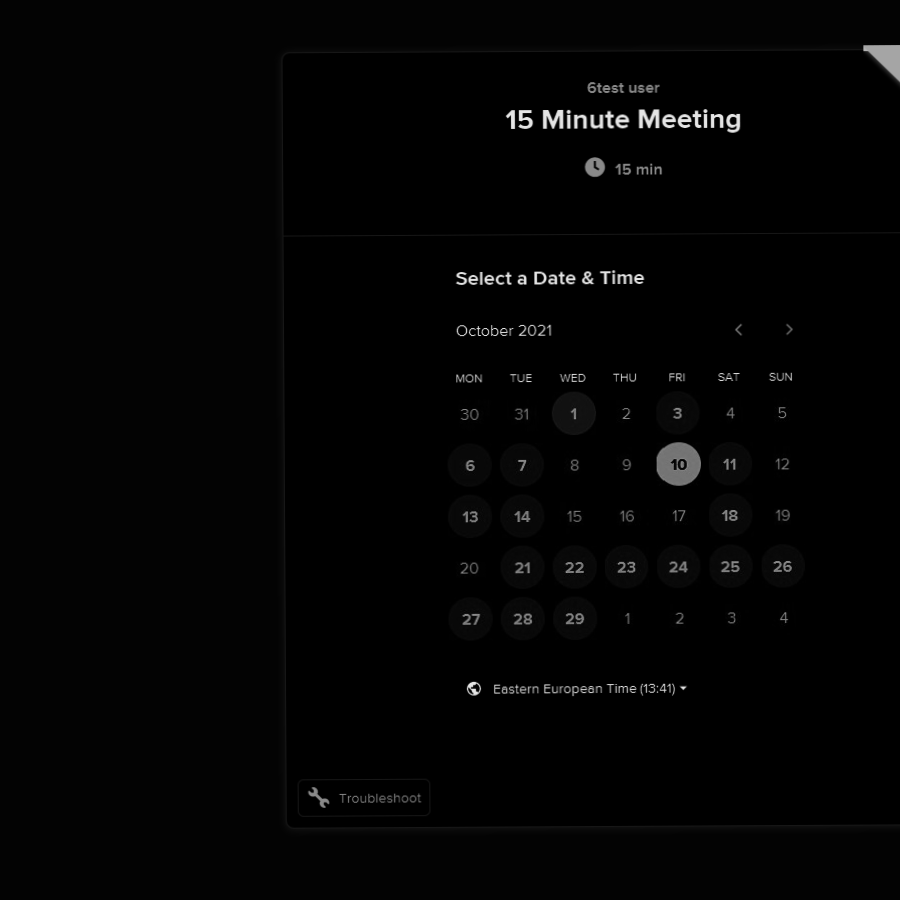 6test user
15 Minute Meeting
15 min
Select a Date & Time
October 2021
MON TUE WED THU FRI SAT SUN
30 31 1 2 3 4 5
6 7 8 9 10 11 12
13 14 15 16 17 18 19
20 21 22 23 24 25 26
27 28 29 1 2 3 4
Eastern European Time (13:41)
Troubleshoot